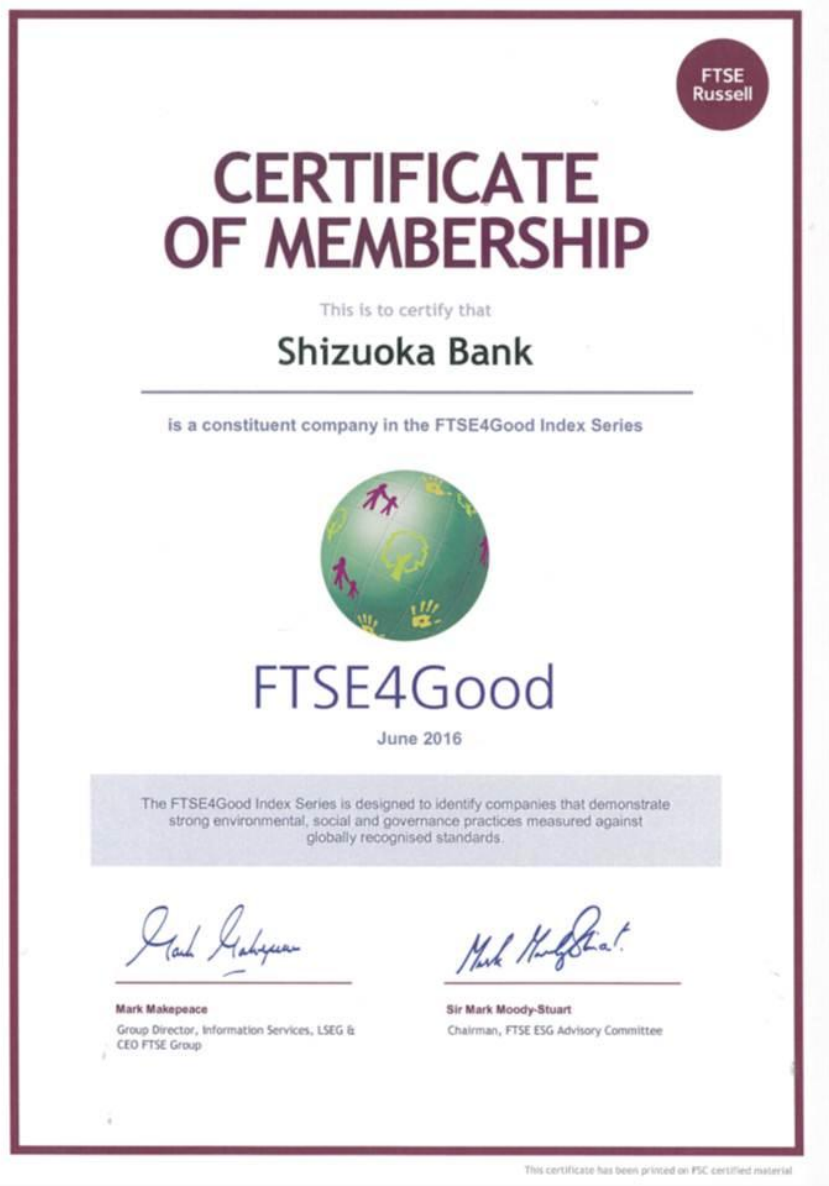 FTSE
Russell
CERTIFICATE
OF MEMBERSHIP
This is to certify that
Shizuoka Bank
is a constituent company in the FTSE4Good Index Series
FTSE4Good
June 2016
The FTSE4Good Index Series is designed to identify companies that demonstrate
strong environmental, social and governance practices measured against
globally recognised standards.
Mark Makepeace
Group Director, Information Services, LSEG &
CEO FTSE Group
Sir Mark Moody-Stuart
Chairman, FTSE ESG Advisory Committee
This certificate has been printed on FSC certified material